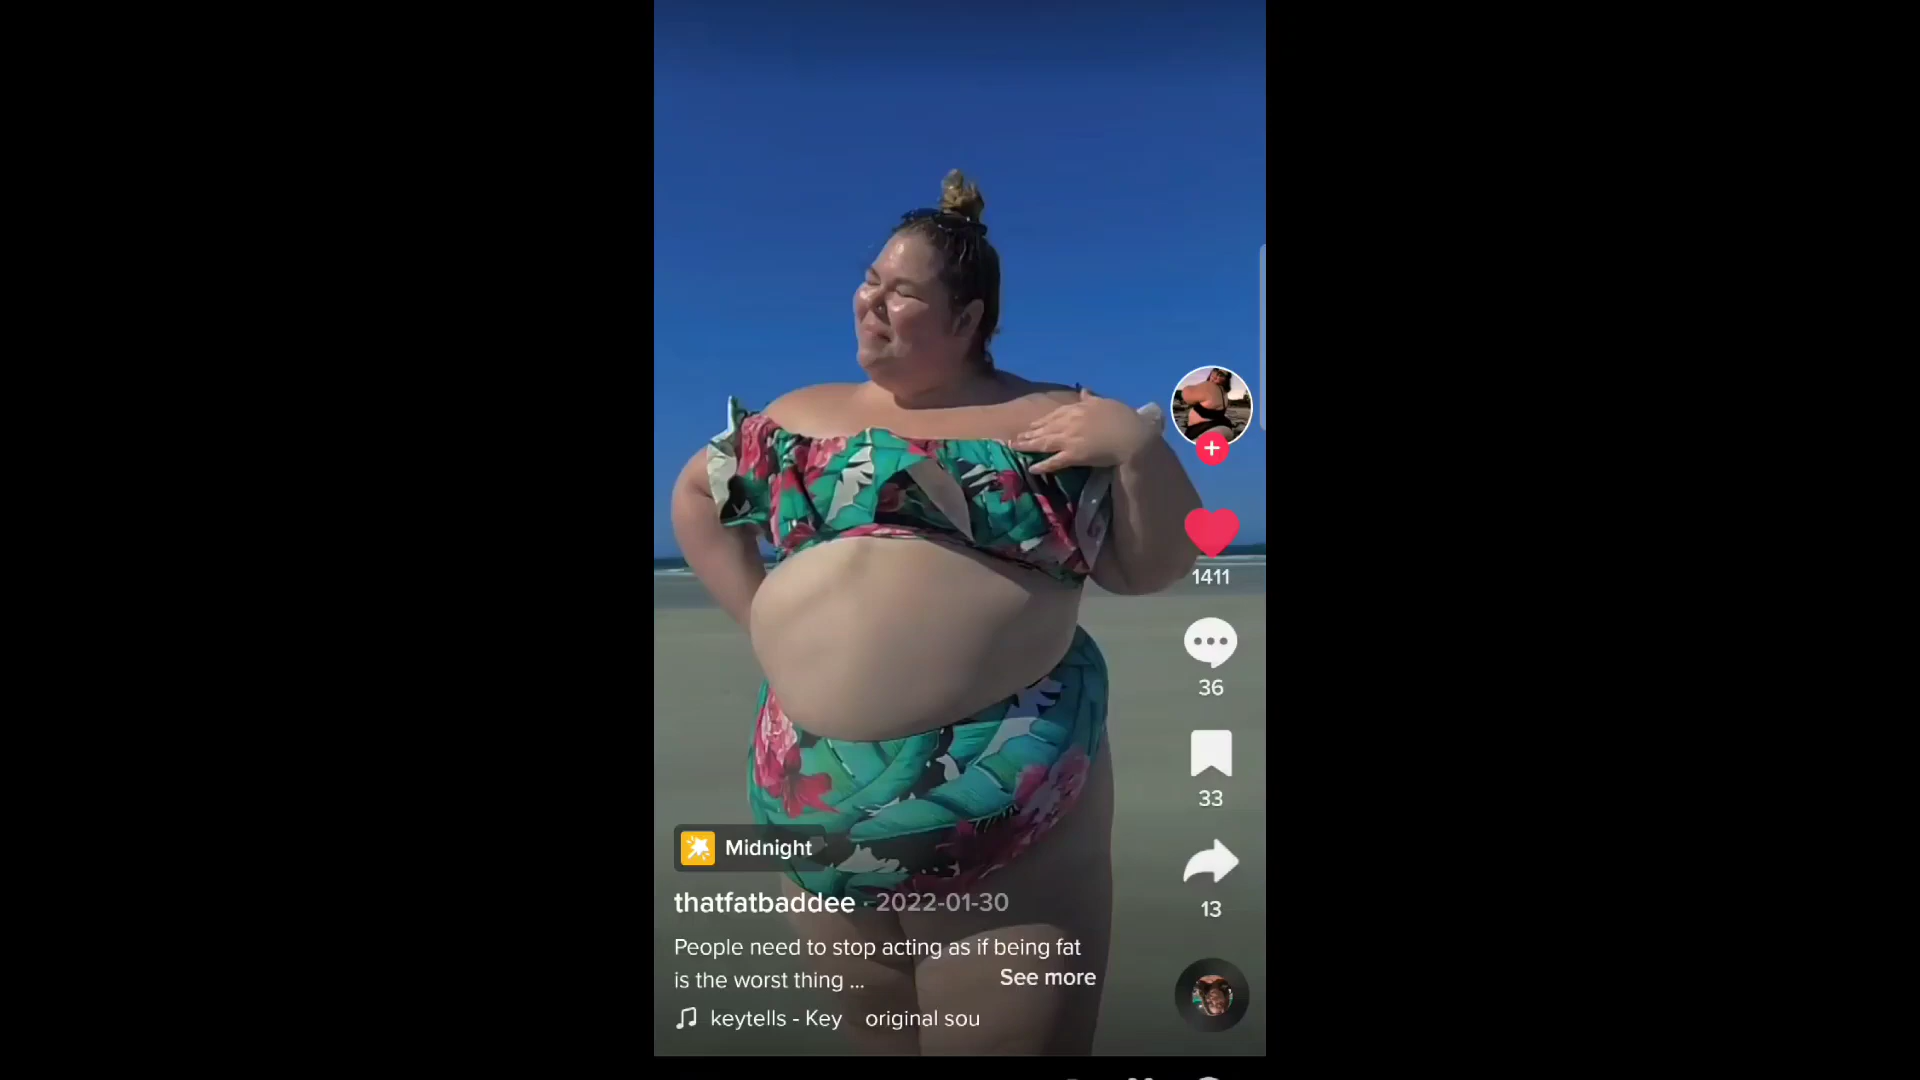 1411
36
33
13
Midnight
thatfatbaddee · 2022-01-30
People need to stop acting as if being fat
is the worst thing ... See more
keytells - Key original sou